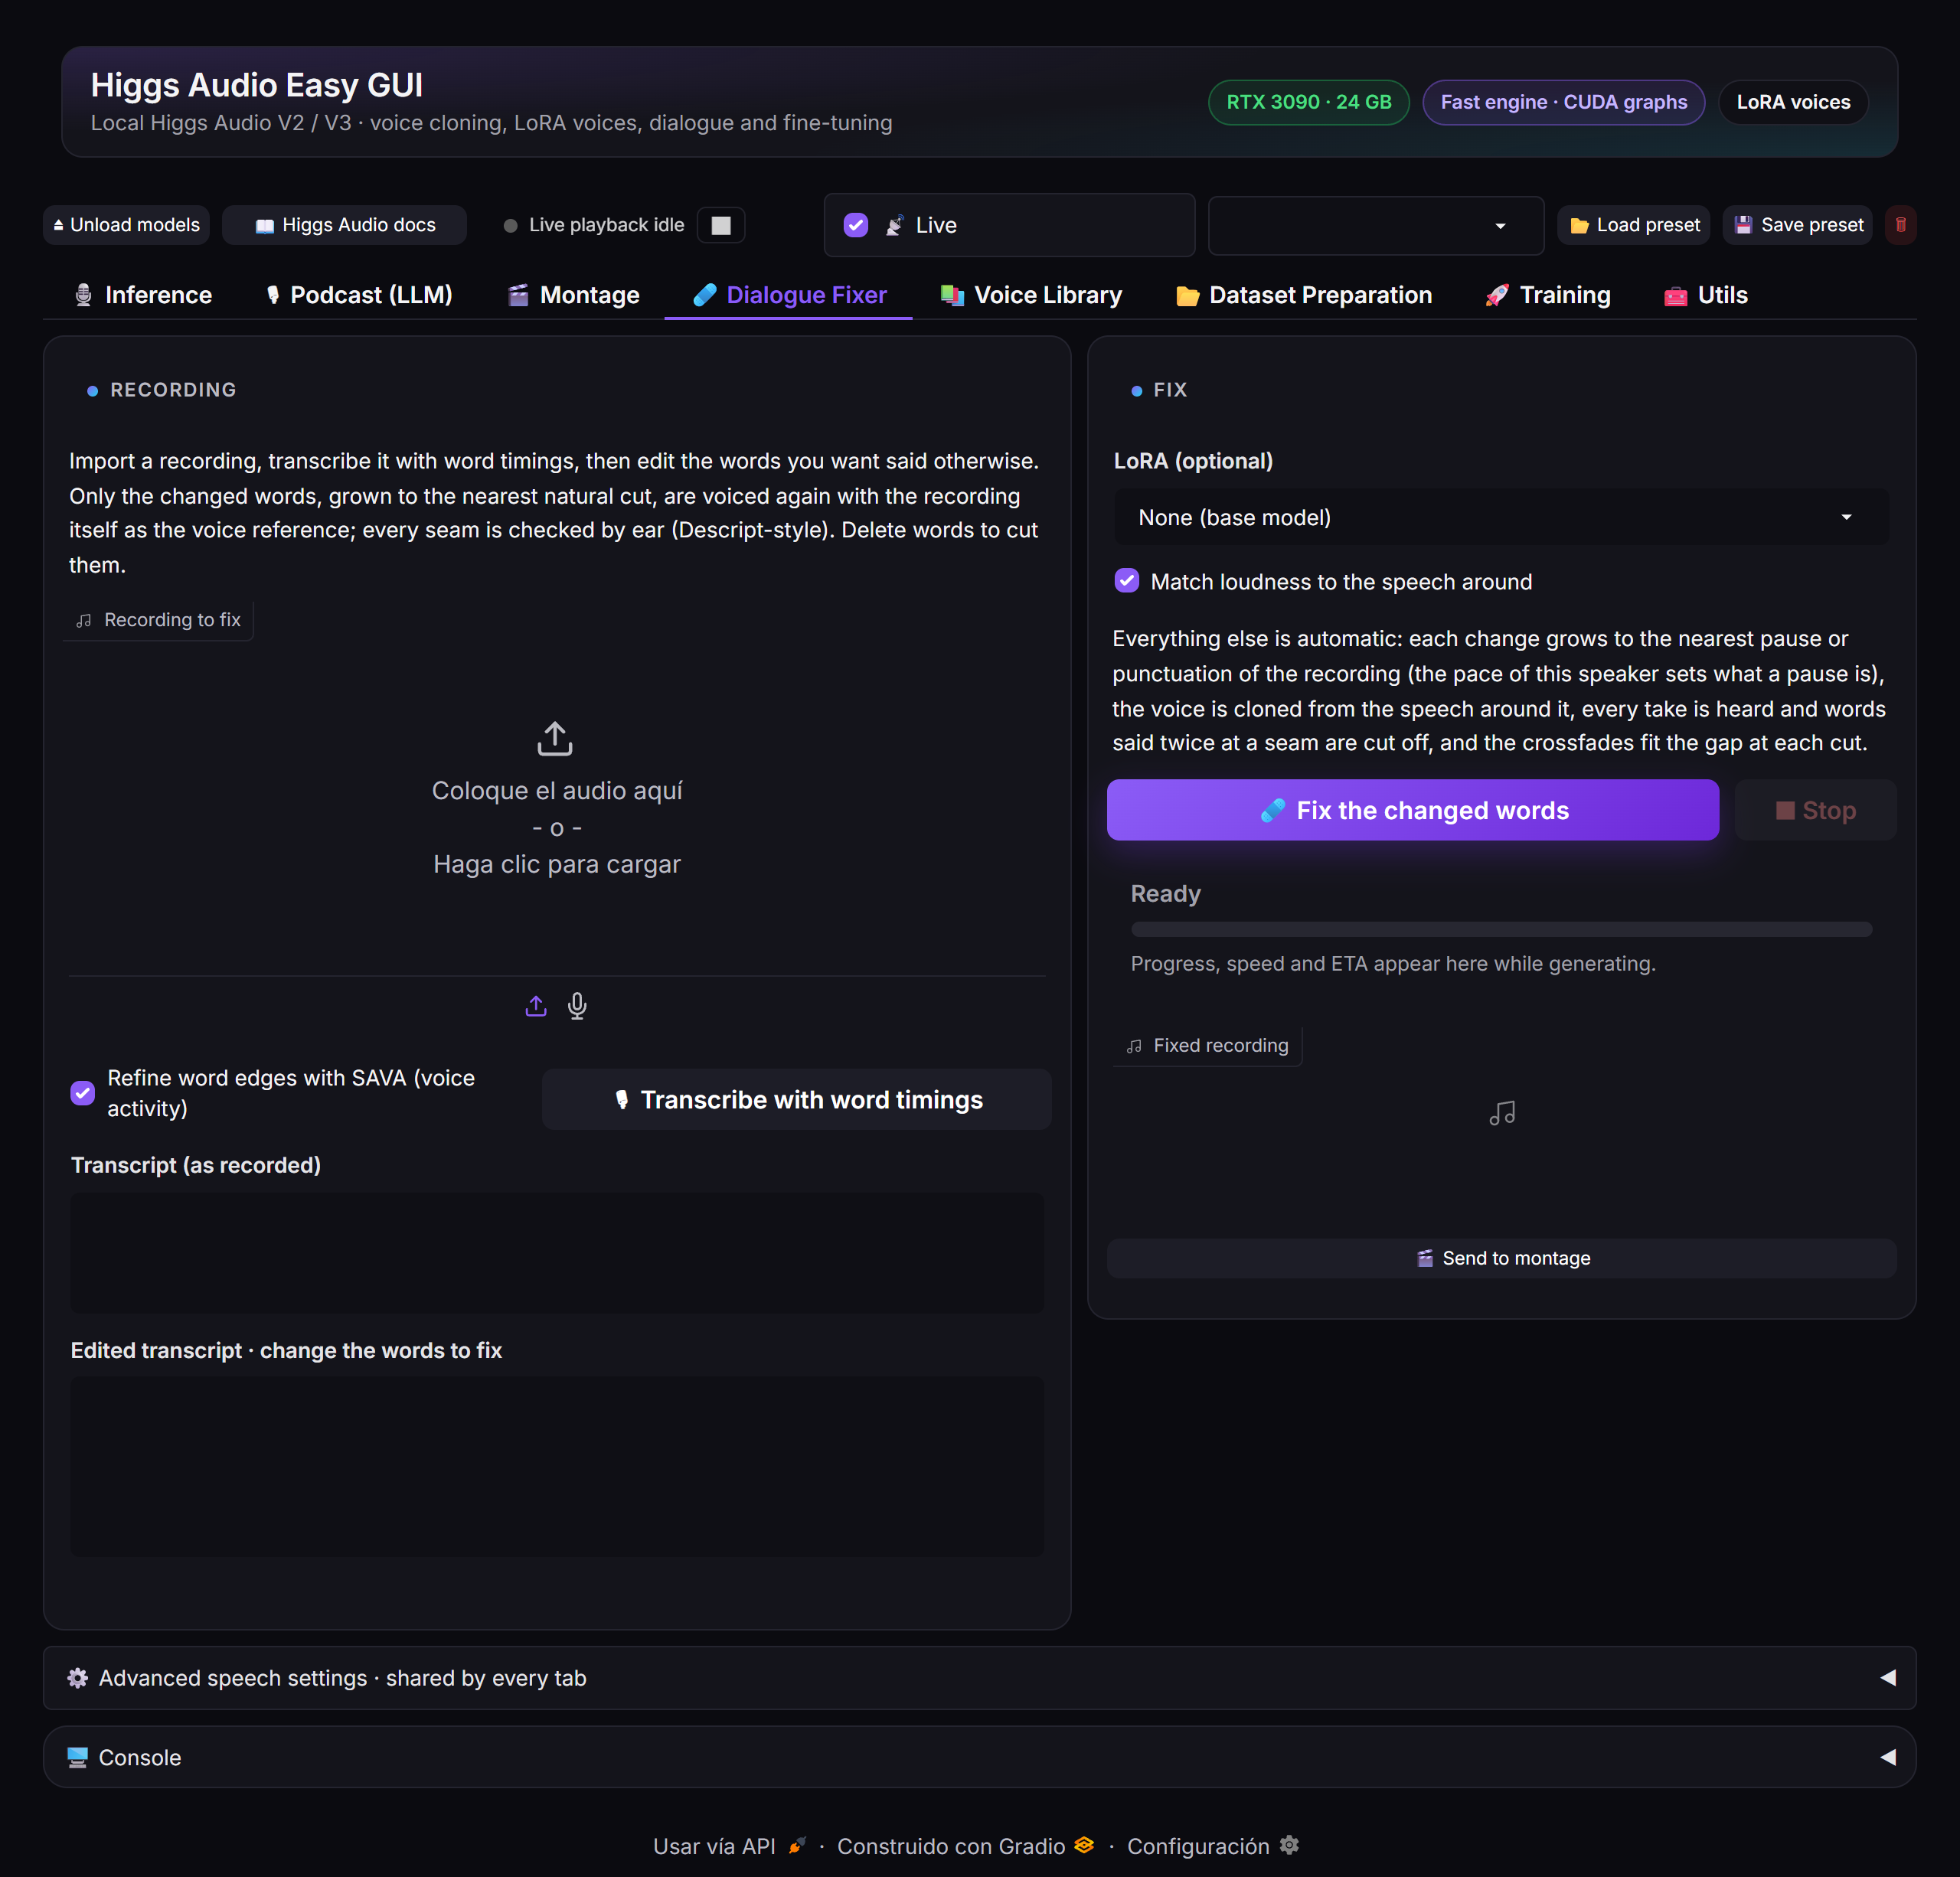 Higgs Audio Easy GUI
Local Higgs Audio V2 / V3 · voice cloning, LoRA voices, dialogue and fine-tuning
RTX 3090 · 24 GB
Fast engine · CUDA graphs
LoRA voices
Unload models
Higgs Audio docs
Live playback idle
Live
Load preset
Save preset
Inference
Podcast (LLM)
Montage
Dialogue Fixer
Voice Library
Dataset Preparation
Training
Utils
RECORDING
Import a recording, transcribe it with word timings, then edit the words you want said otherwise.
Only the changed words, grown to the nearest natural cut, are voiced again with the recording
itself as the voice reference; every seam is checked by ear (Descript-style). Delete words to cut
them.
Recording to fix
Coloque el audio aquí
- o -
Haga clic para cargar
Refine word edges with SAVA (voice
activity)
Transcribe with word timings
Transcript (as recorded)
Edited transcript · change the words to fix
FIX
LoRA (optional)
None (base model)
Match loudness to the speech around
Everything else is automatic: each change grows to the nearest pause or
punctuation of the recording (the pace of this speaker sets what a pause is),
the voice is cloned from the speech around it, every take is heard and words
said twice at a seam are cut off, and the crossfades fit the gap at each cut.
Fix the changed words
Stop
Ready
Progress, speed and ETA appear here while generating.
Fixed recording
Send to montage
Advanced speech settings · shared by every tab
Console
Usar vía API · Construido con Gradio · Configuración